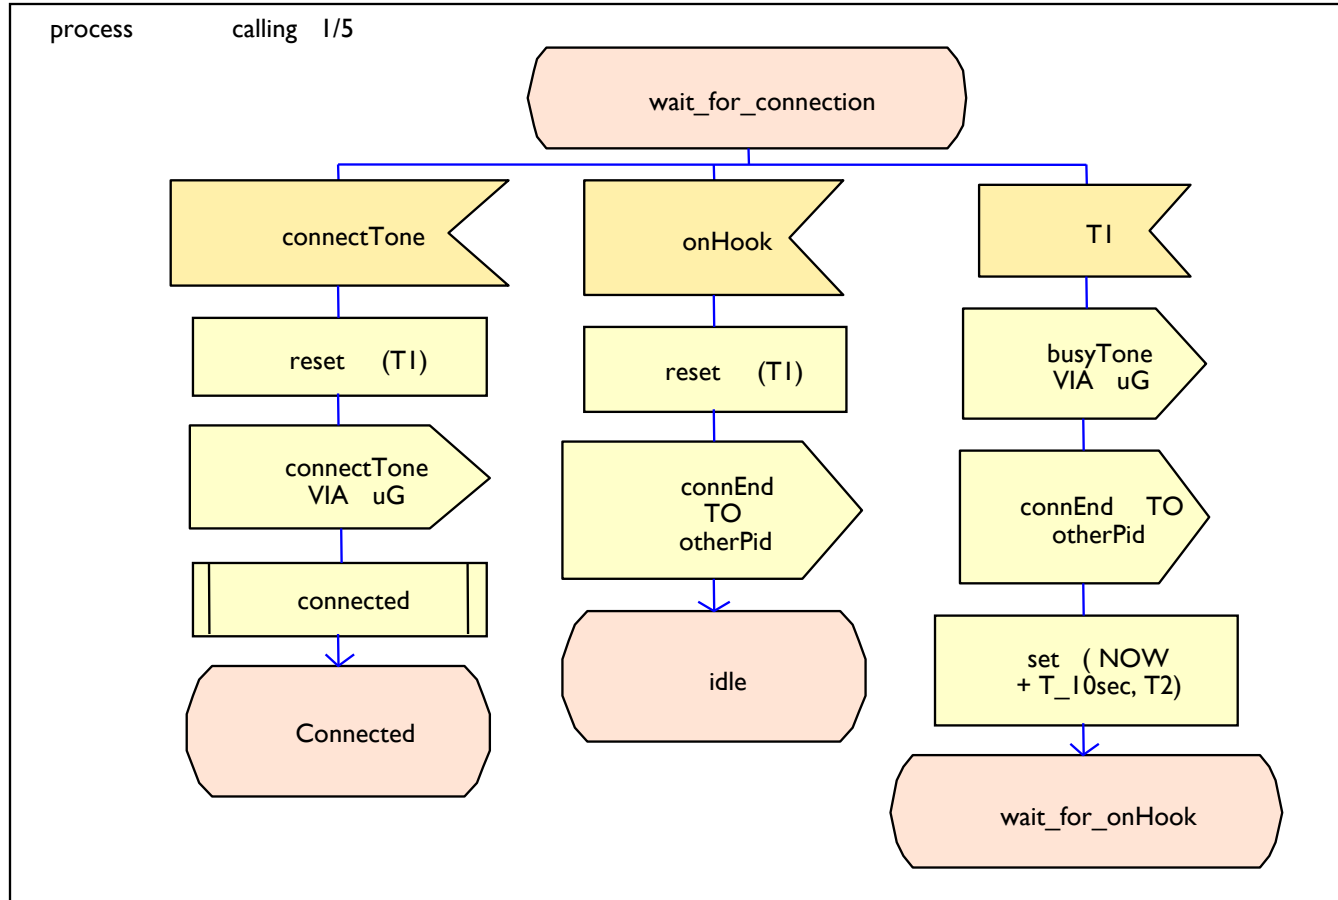 process calling 1/5
wait_for_connection
connectTone
reset (T1)
connectTone
VIA uG
connected
Connected
onHook
reset (T1)
connEnd
TO
otherPid
idle
T1
busyTone
VIA uG
connEnd TO
otherPid
set ( NOW
+ T_10sec, T2)
wait_for_onHook